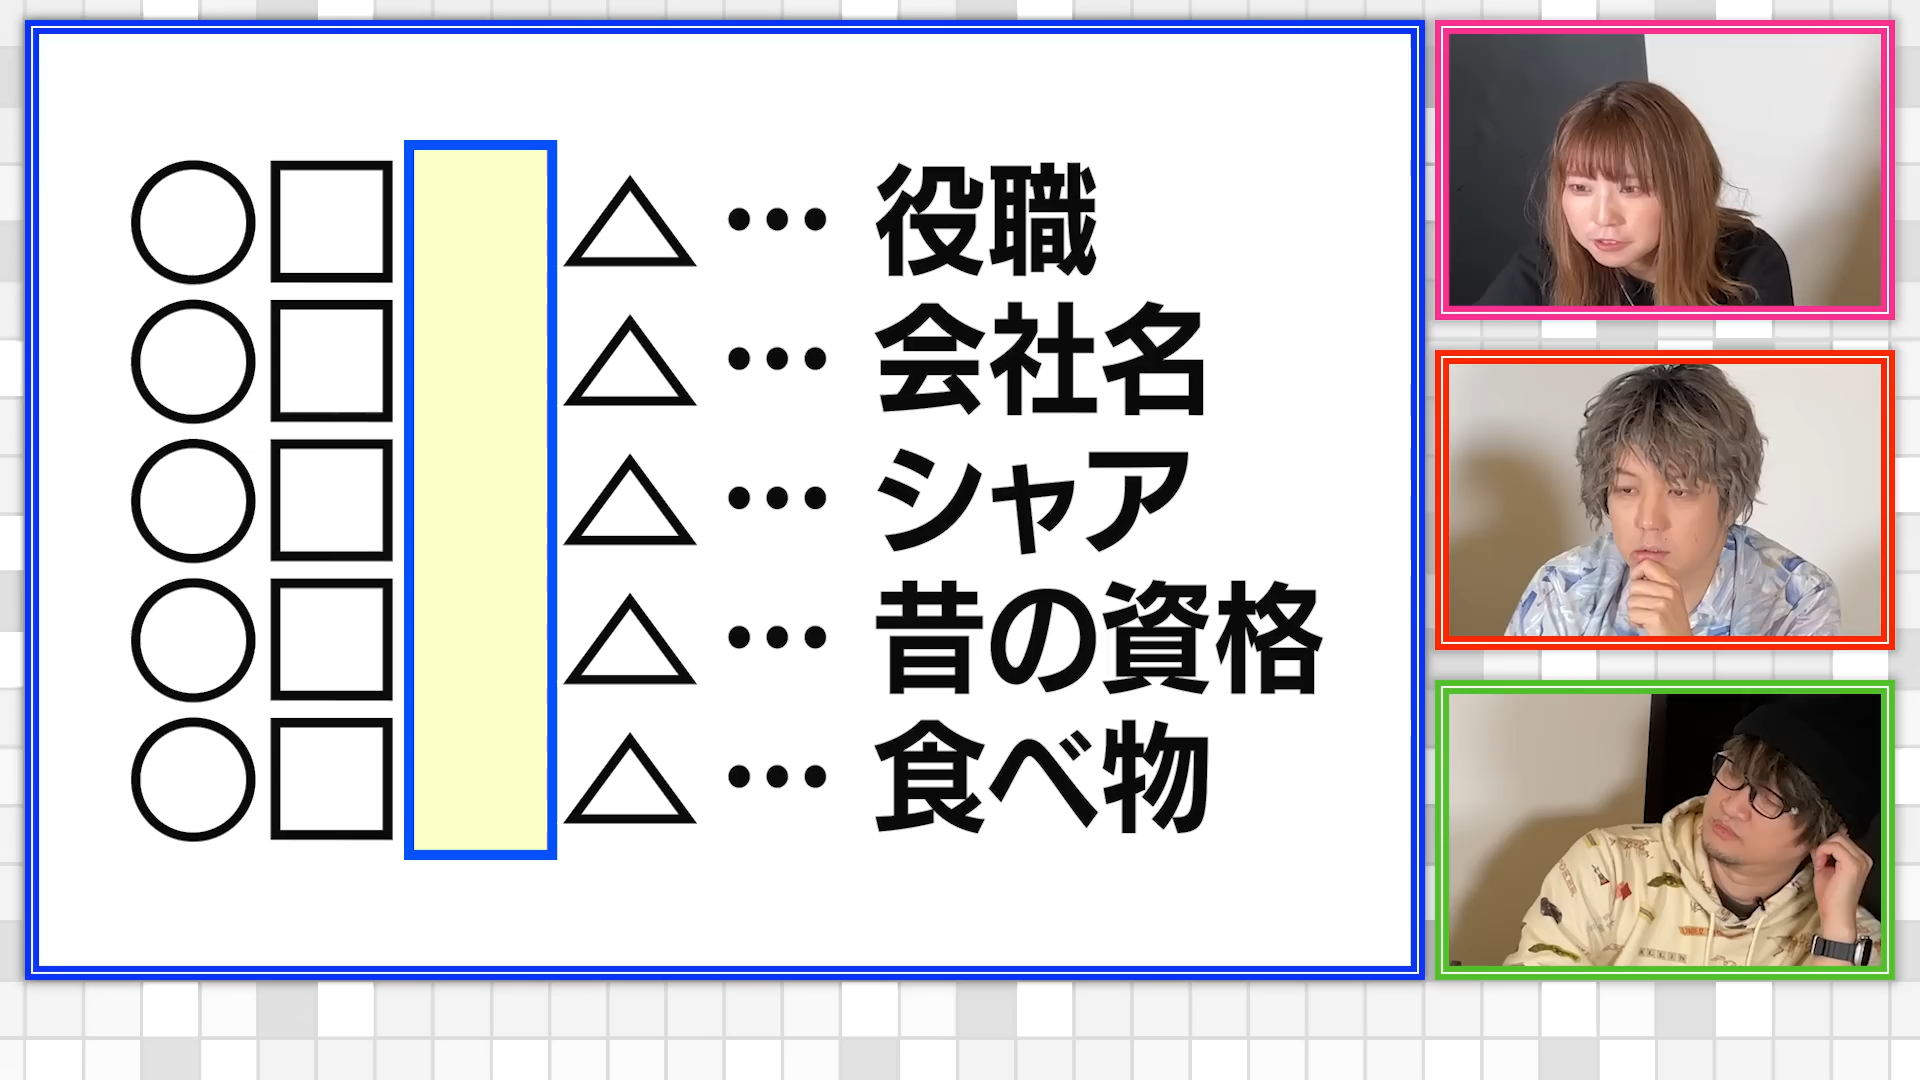 ○□ △…役職
○□ △…会社名
○□ △…シャア
○□ △…昔の資格
○□ △…食べ物